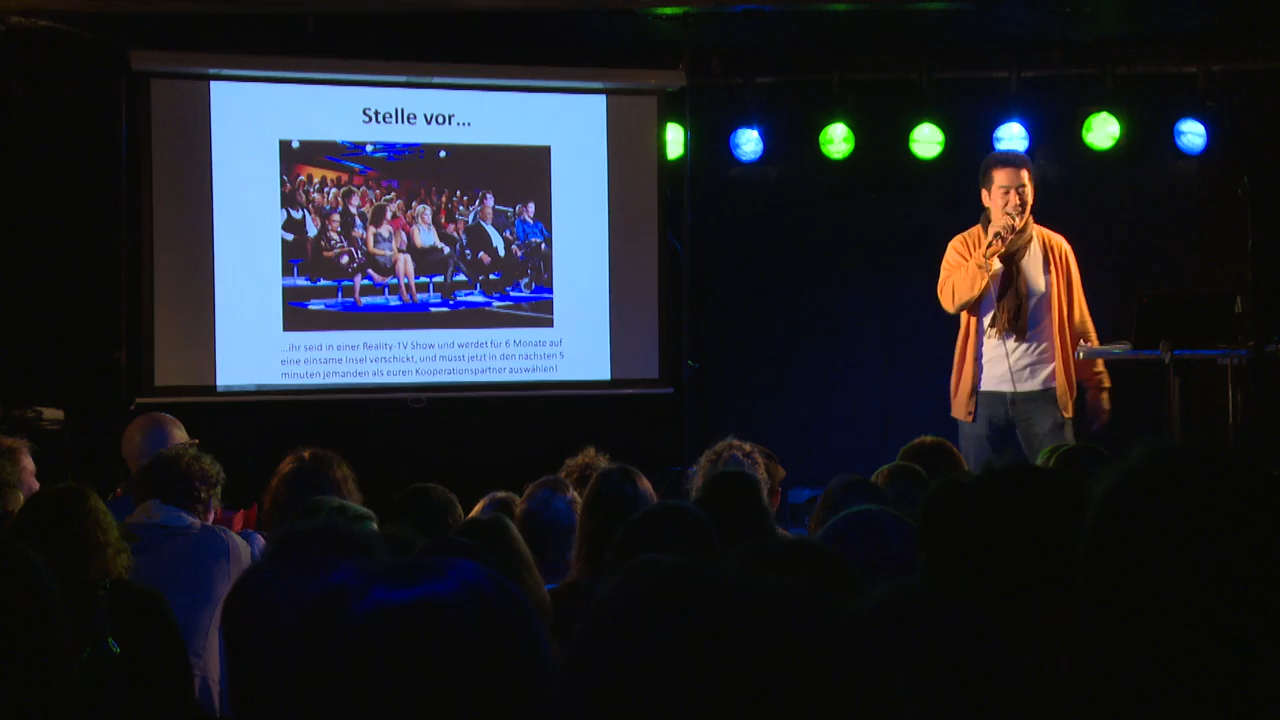 Stelle vor...
...ihr seid in einer Reality-TV Show und werdet für 6 Monate auf
eine einsame Insel verschickt, und müsst jetzt in den nächsten 5
minuten jemanden als euren Kooperationspartner auswählen!